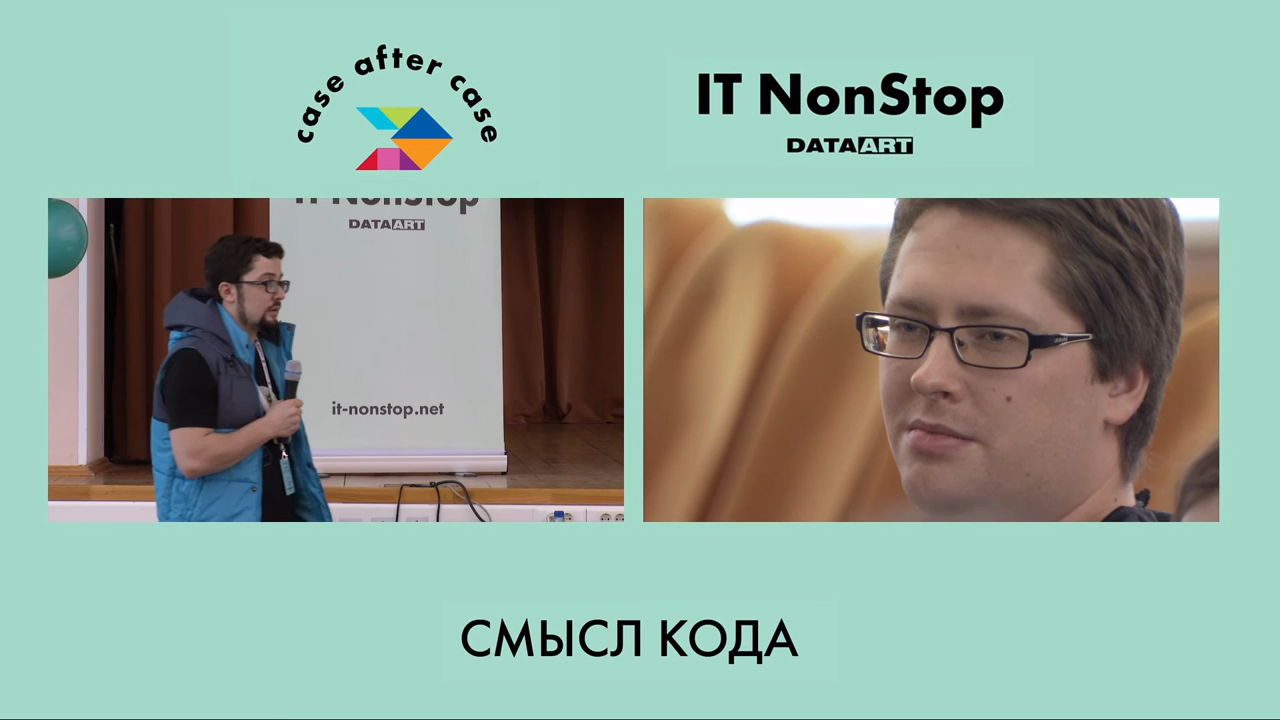 case after case
IT NonStop
DATAART
IT NonStop
DATAART
it-nonstop.net
СМЫСЛ КОДА